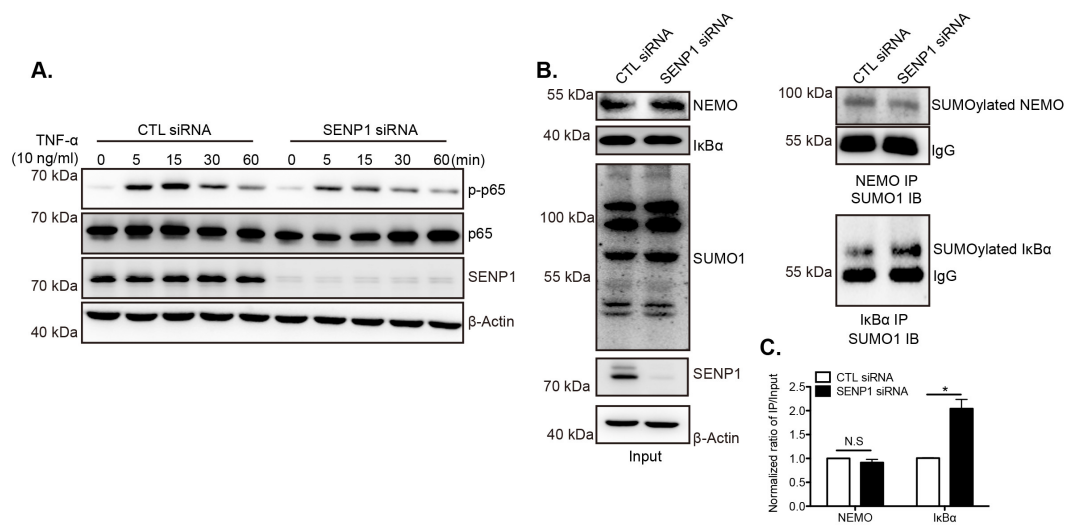 A.
TNF-α
(10 ng/ml)
CTL siRNA
SENP1 siRNA
0 5 15 30 60 0 5 15 30 60 (min)
70 kDa
p-p65
70 kDa
p65
SENP1
70 kDa
β-Actin
40 kDa
B.
CTL siRNA
SENP1 siRNA
55 kDa
NEMO
40 kDa
IκBα
100 kDa
SUMO1
55 kDa
SENP1
70 kDa
40 kDa
β-Actin
Input
CTL siRNA
SENP1 siRNA
100 kDa
SUMOylated NEMO
55 kDa
IgG
NEMO IP
SUMO1 IB
SUMOylated IκBα
55 kDa
IgG
IκBα IP
SUMO1 IB
C.
CTL siRNA
SENP1 siRNA
Normalized ratio of IP/Input
2.5
2.0
1.5
1.0
0.5
0.0
N.S
*
NEMO
IκBα